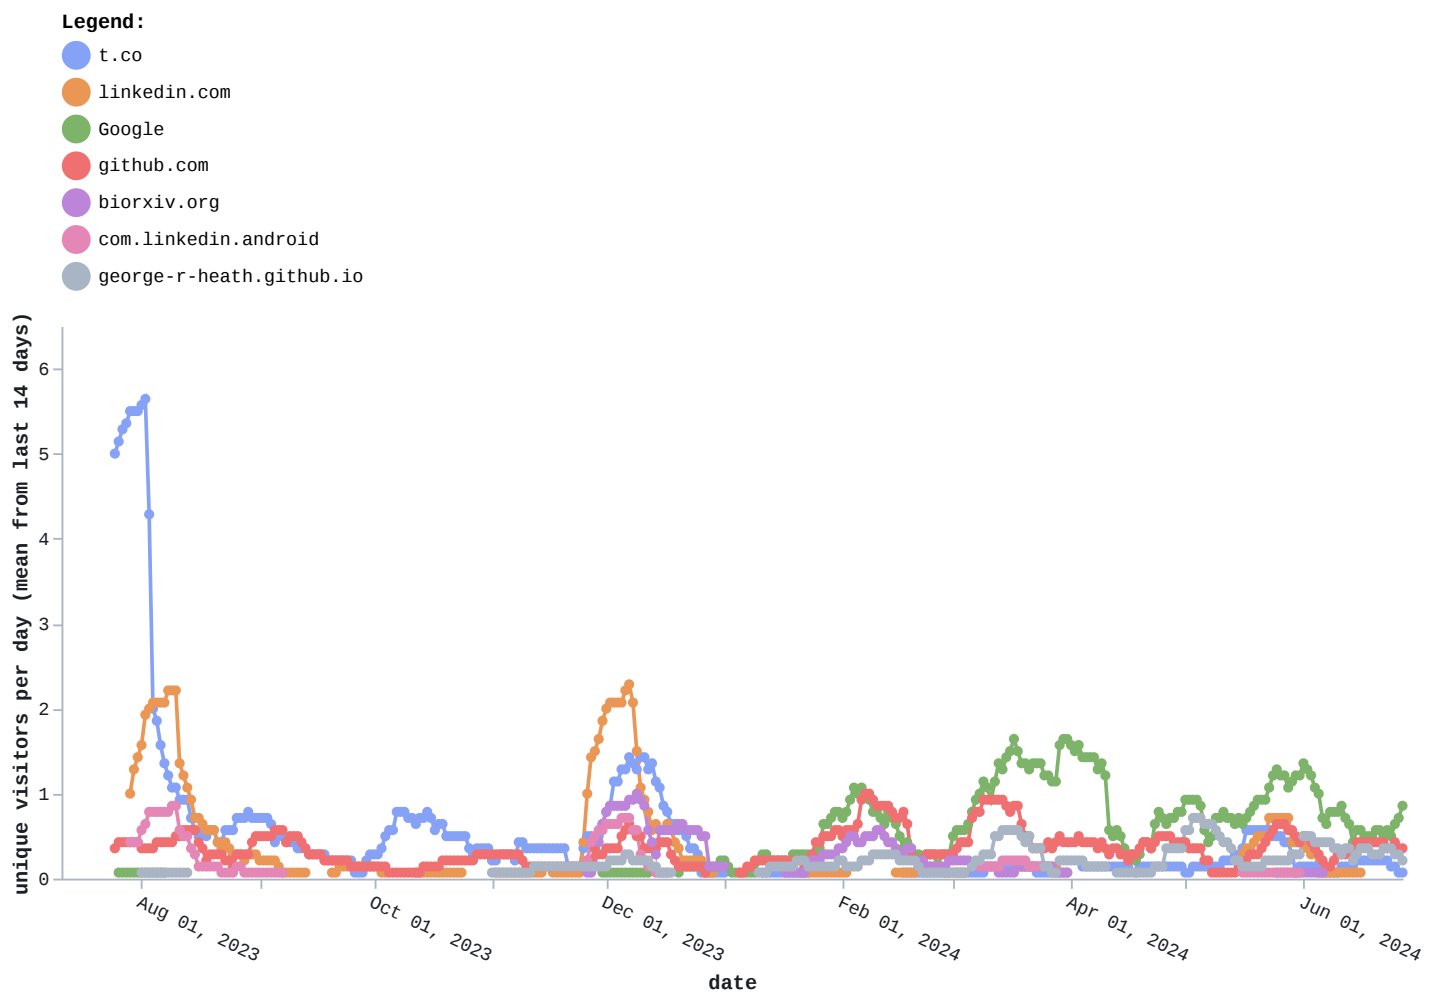 Legend:
t.co
linkedin.com
Google
github.com
biorxiv.org
com.linkedin.android
george-r-heath.github.io
unique visitors per day (mean from last 14 days)
6
5
4
3
2
1
0
Aug 01, 2023
Oct 01, 2023
Dec 01, 2023
Feb 01, 2024
Apr 01, 2024
Jun 01, 2024
date